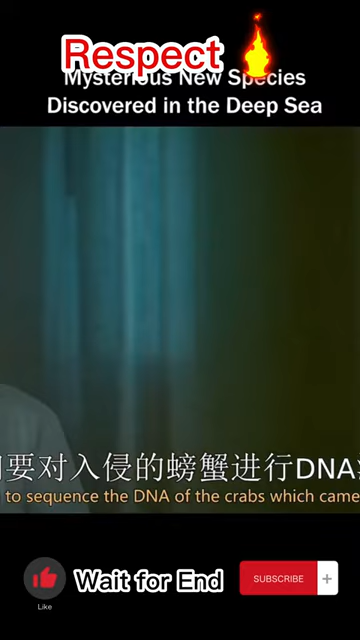 Respect
Mysterious New Species
Discovered in the Deep Sea
要对入侵的螃蟹进行DNA
to sequence the DNA of the crabs which came
Wait for End
SUBSCRIBE +
Like